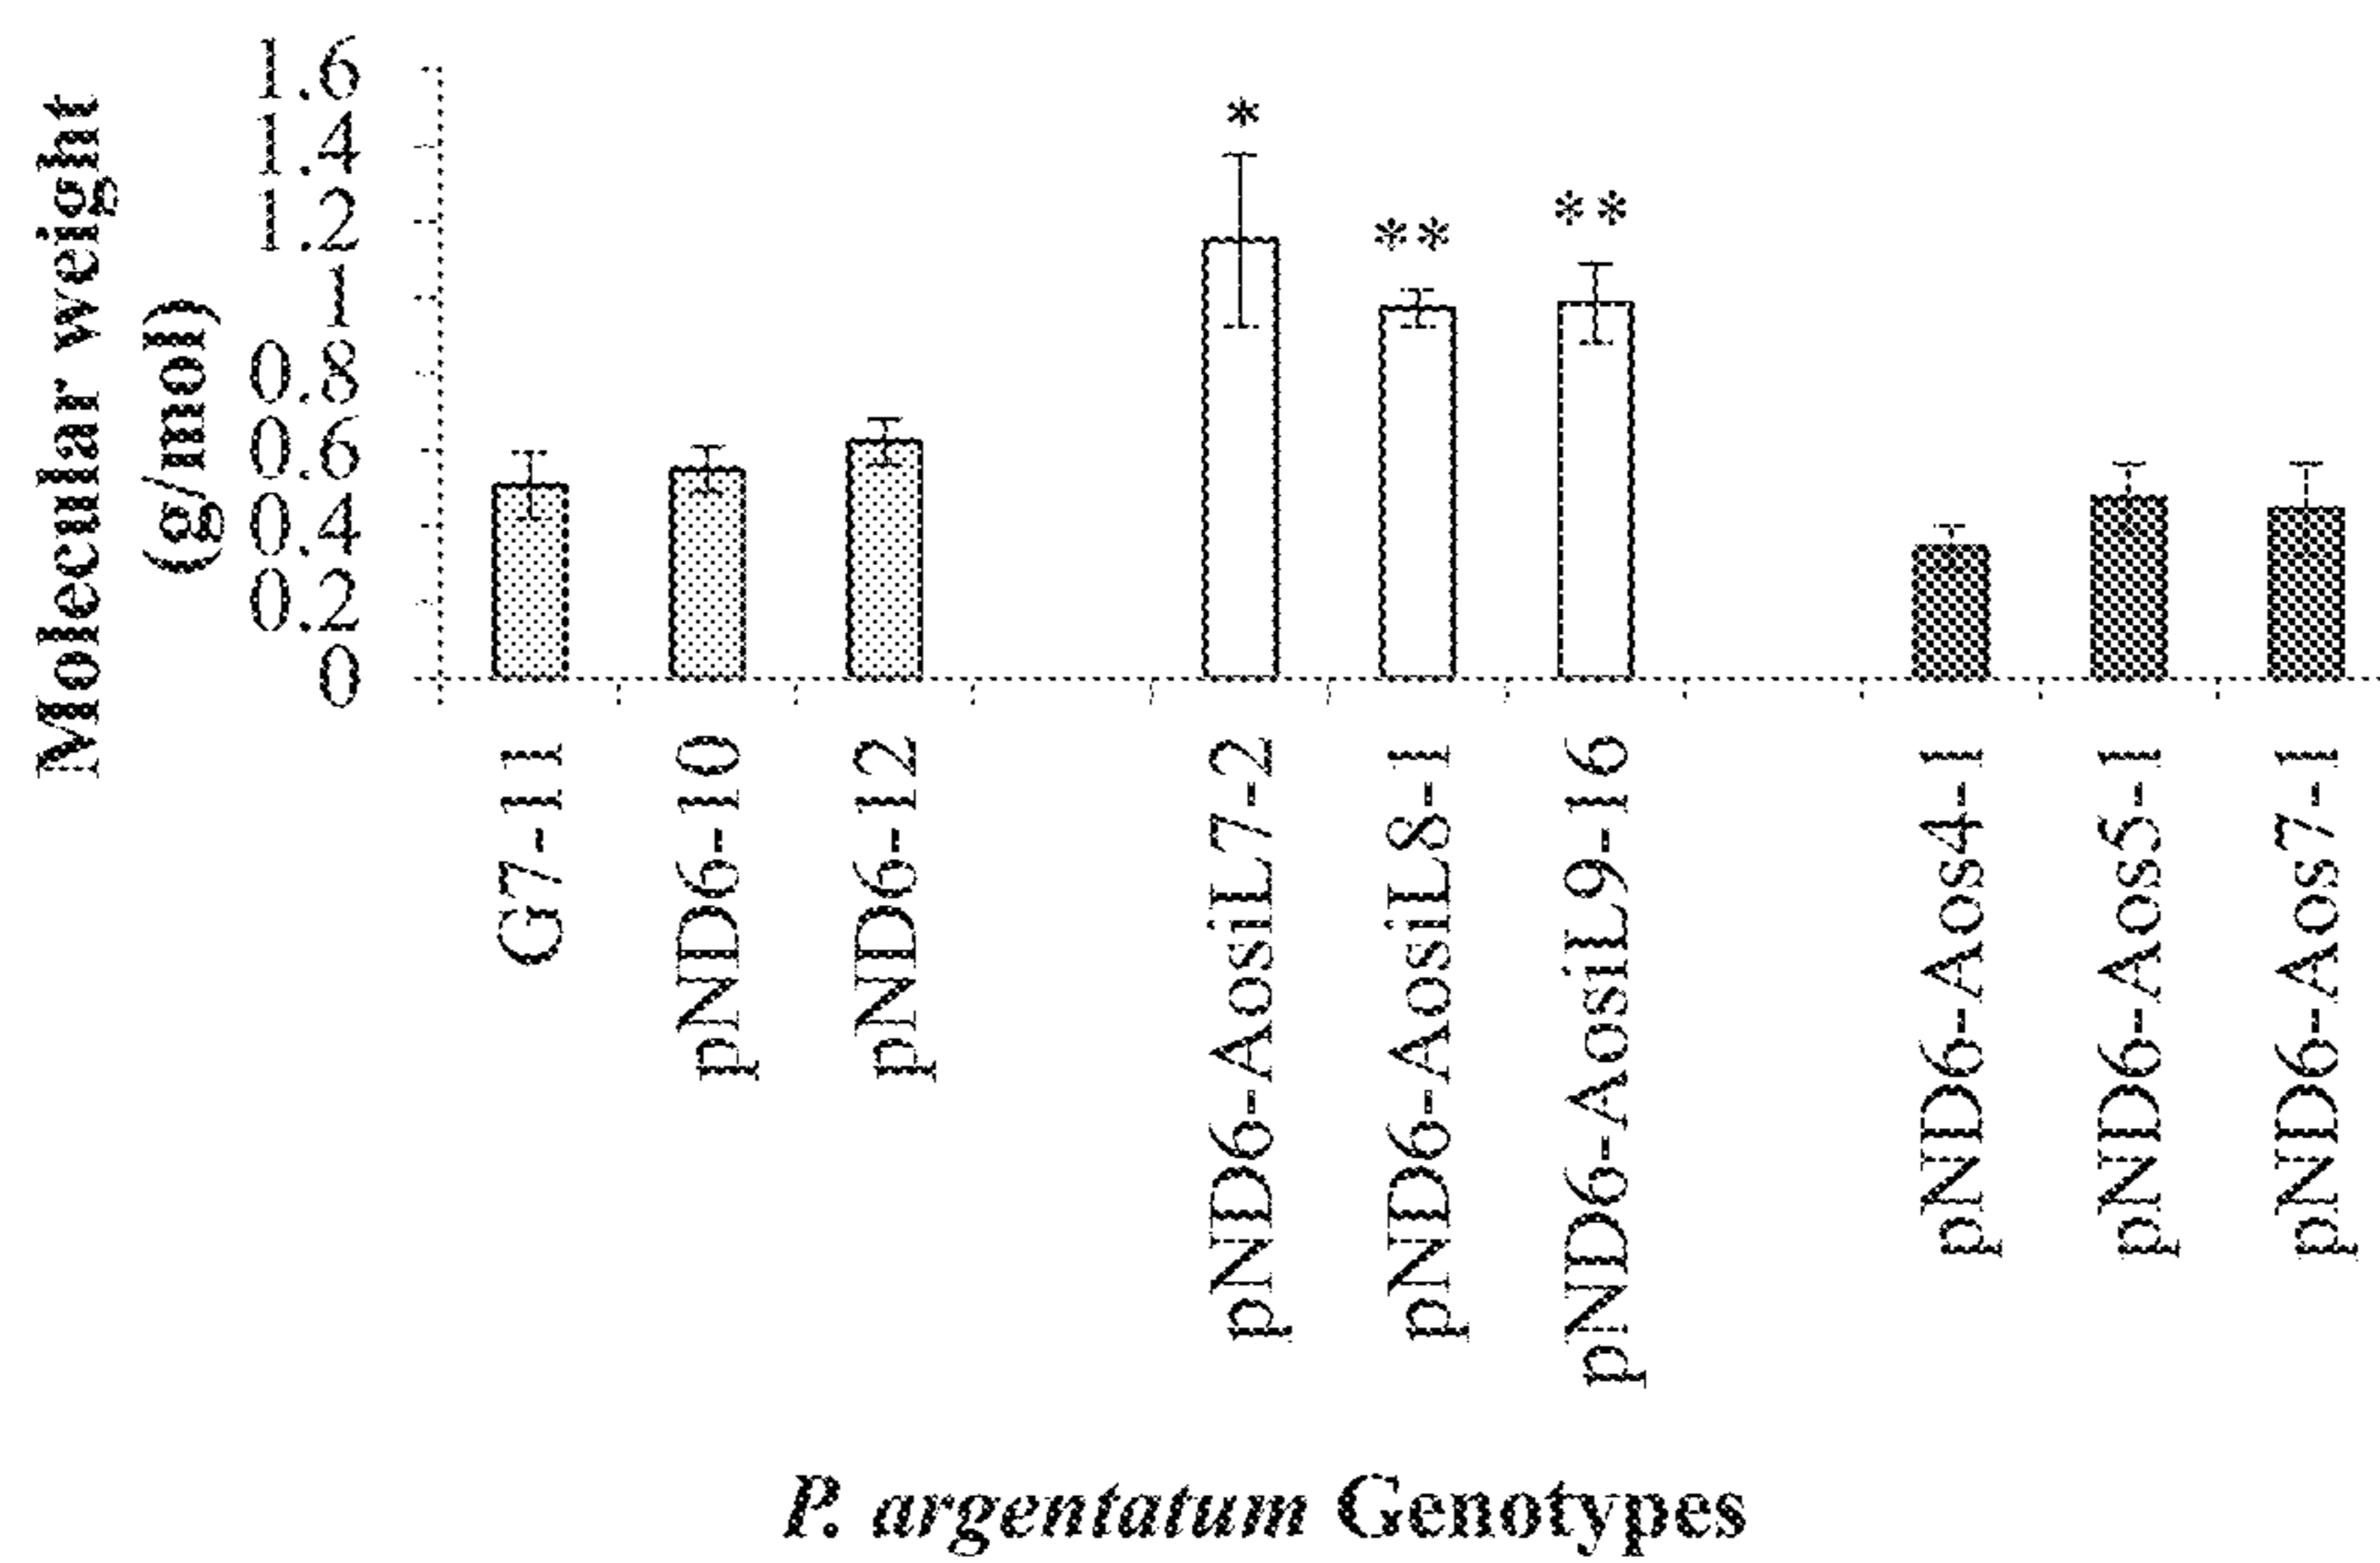 Molecular weight
(g/mol)
1.6
1.4
1.2
1
0.8
0.6
0.4
0.2
0
*
**
**
G7-11
pND6-10
pND6-12
pND6-AosiL7-2
pND6-AosiL8-1
pND6-AosiL9-16
pND6-Aos4-1
pND6-Aos5-1
pND6-Aos7-1
P. argentatum Genotypes